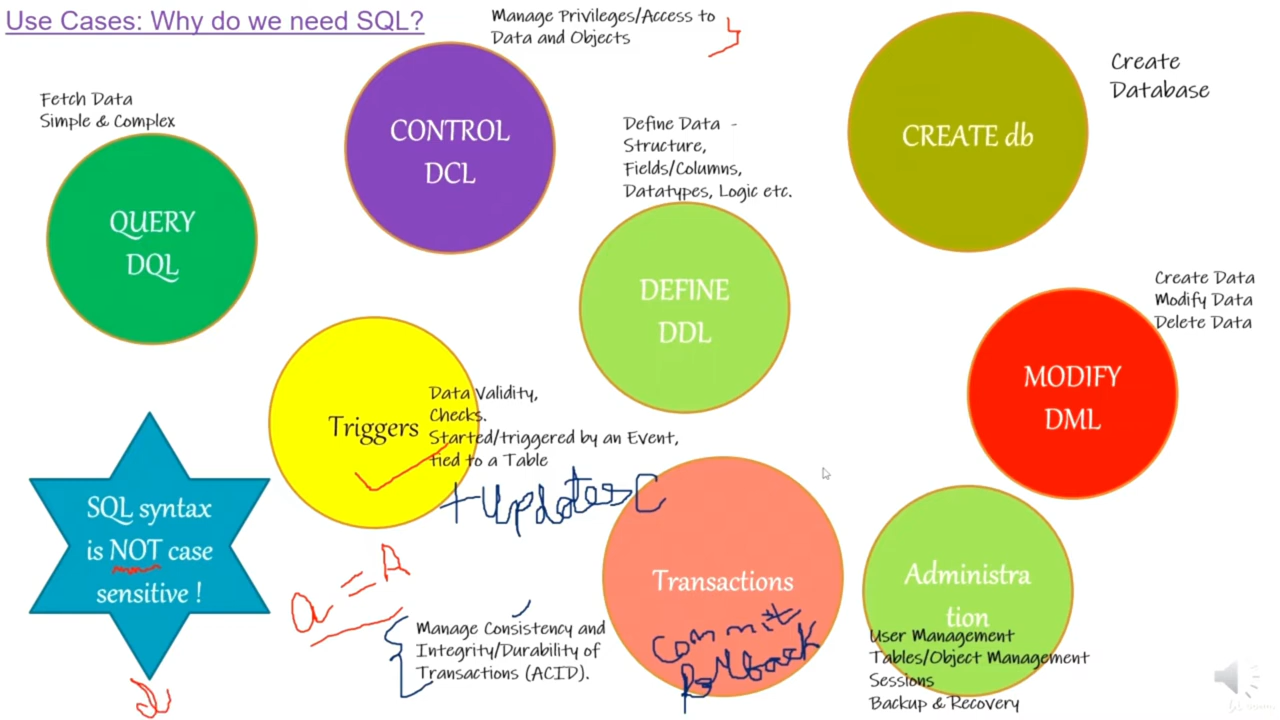 Use Cases: Why do we need SQL?
Manage Privileges/Access to
Data and Objects
Create
Database
Fetch Data
Simple & Complex
CONTROL
DCL
Define Data -
Structure,
Fields/Columns,
Datatypes, Logic etc.
CREATE db
QUERY
DQL
DEFINE
DDL
Create Data
Modify Data
Delete Data
MODIFY
DML
Triggers
Data Validity,
Checks.
Started/triggered by an Event,
tied to a Table
+ Updates
SQL syntax
is NOT case
sensitive !
a = A
Manage Consistency and
Integrity/Durability of
Transactions (ACID).
Transactions
Commit
Rollback
Administra
tion
User Management
Tables/Object Management
Sessions
Backup & Recovery